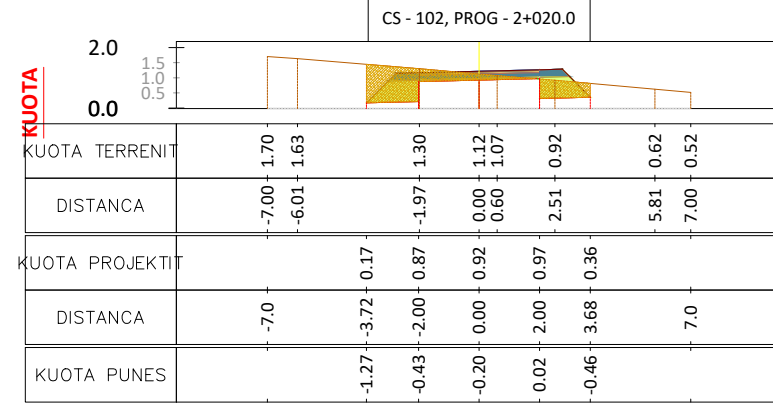 CS - 102, PROG - 2+020.0
KUOTA
2.0
1.5
1.0
0.5
0.0
KUOTA TERRENIT 1.70 1.63 1.30 1.12 1.07 0.92 0.62 0.52
DISTANCA -7.00 -6.01 -1.97 0.00 0.60 2.51 5.81 7.00
KUOTA PROJEKTIT 0.17 0.87 0.92 0.97 0.36
DISTANCA -7.0 -3.72 -2.00 0.00 2.00 3.68 7.0
KUOTA PUNES -1.27 -0.43 -0.20 0.02 -0.46